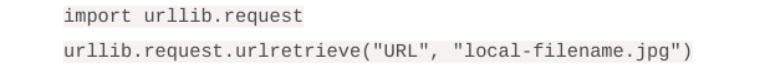 import urllib.request
urllib.request.urlretrieve("URL", "local-filename.jpg")